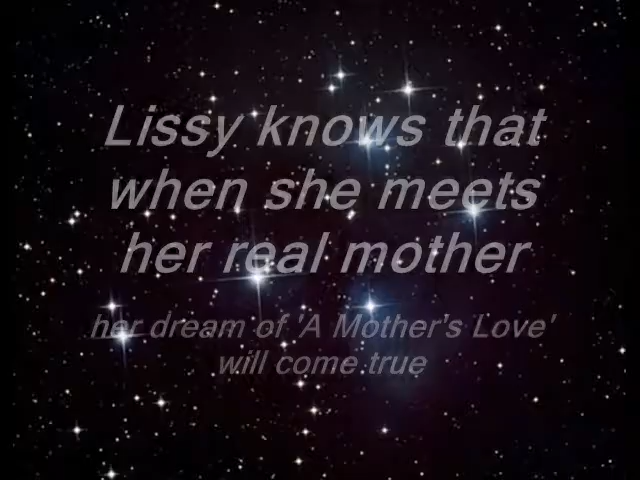 Lissy knows that
when she meets
her real mother
her dream of 'A Mother's Love'
will come true